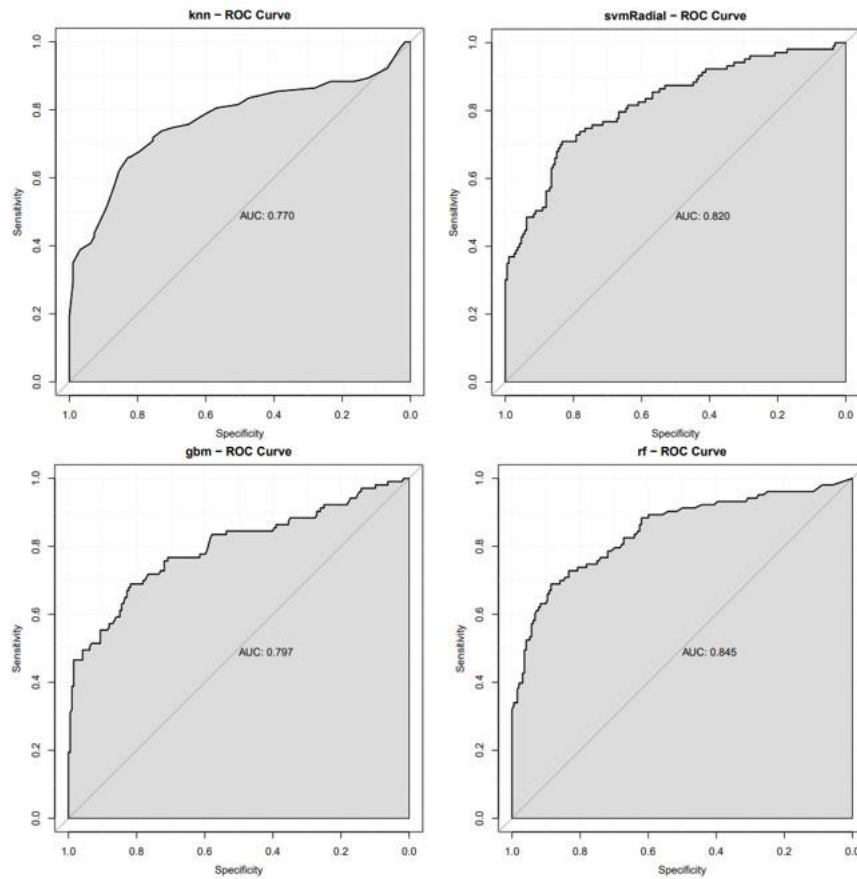 knn − ROC Curve
Sensitivity
1.0
0.8
0.6
0.4
0.2
0.0
AUC: 0.770
1.0 0.8 0.6 0.4 0.2 0.0
Specificity
svmRadial − ROC Curve
Sensitivity
1.0
0.8
0.6
0.4
0.2
0.0
AUC: 0.820
1.0 0.8 0.6 0.4 0.2 0.0
Specificity
gbm − ROC Curve
Sensitivity
1.0
0.8
0.6
0.4
0.2
0.0
AUC: 0.797
1.0 0.8 0.6 0.4 0.2 0.0
Specificity
rf − ROC Curve
Sensitivity
1.0
0.8
0.6
0.4
0.2
0.0
AUC: 0.845
1.0 0.8 0.6 0.4 0.2 0.0
Specificity